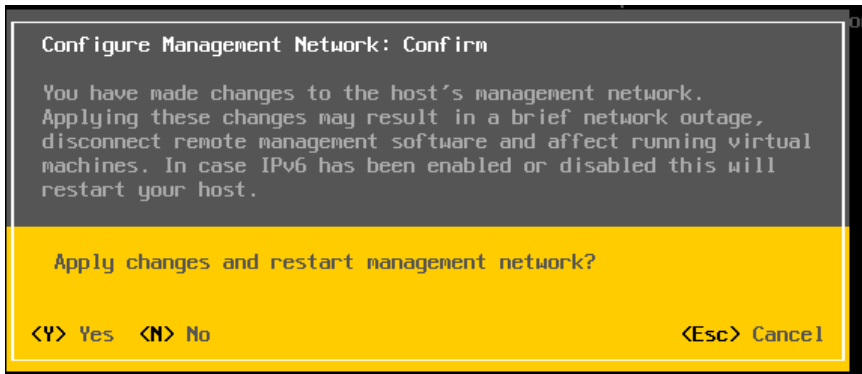 Configure Management Network: Confirm
You have made changes to the host's management network.
Applying these changes may result in a brief network outage,
disconnect remote management software and affect running virtual
machines. In case IPv6 has been enabled or disabled this will
restart your host.
Apply changes and restart management network?
<Y> Yes <N> No <Esc> Cancel